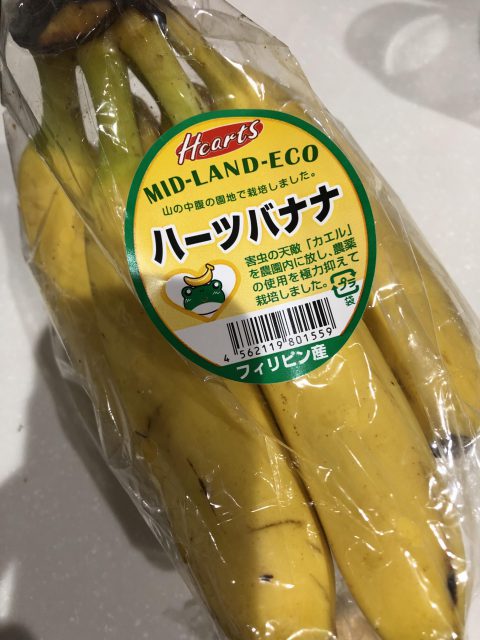 Hearts
MID-LAND-ECO
山の中腹の園地で栽培しました。
ハーツバナナ
害虫の天敵「カエル」
を農園内に放し、農薬
の使用を極力抑えて
栽培しました。
プラ
袋
4 562119 801559
フィリピン産